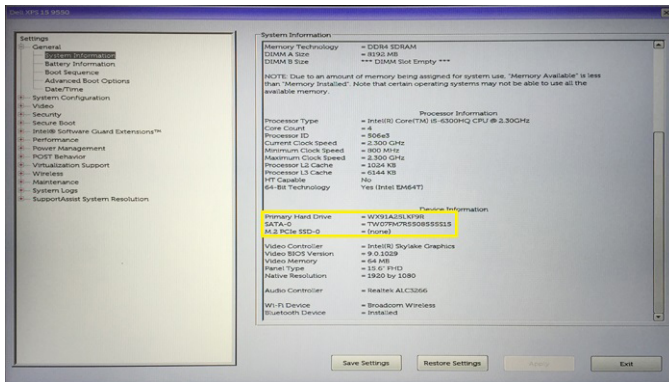 Dell XPS 15 9550
Settings
General
System Information
Battery Information
Boot Sequence
Advanced Boot Options
Date/Time
System Configuration
Video
Security
Secure Boot
Intel® Software Guard Extensions™
Performance
Power Management
POST Behavior
Virtualization Support
Wireless
Maintenance
System Logs
SupportAssist System Resolution
System Information
Memory Technology = DDR4 SDRAM
DIMM A Size = 8192 MB
DIMM B Size *** DIMM Slot Empty ***
NOTE: Due to an amount of memory being assigned for system use, "Memory Available" is less
than "Memory Installed". Note that certain operating systems may not be able to use all the
available memory.
Processor Information
Processor Type = Intel(R) Core(TM) i5-6300HQ CPU @ 2.30GHz
Core Count = 4
Processor ID = 506e3
Current Clock Speed = 2.300 GHz
Minimum Clock Speed = 800 MHz
Maximum Clock Speed = 2.300 GHz
Processor L2 Cache = 1024 KB
Processor L3 Cache = 6144 KB
HT Capable No
64-Bit Technology Yes (Intel EM64T)
Device Information
Primary Hard Drive = WX91A25LKF9R
SATA-0 = TW07FM7R5508555515
M.2 PCIe SSD-0 = (none)
Video Controller = Intel(R) Skylake Graphics
Video BIOS Version = 9.0.1029
Video Memory = 64 MB
Panel Type = 15.6" FHD
Native Resolution = 1920 by 1080
Audio Controller = Realtek ALC3266
Wi-Fi Device = Broadcom Wireless
Bluetooth Device = Installed
Save Settings Restore Settings Apply Exit